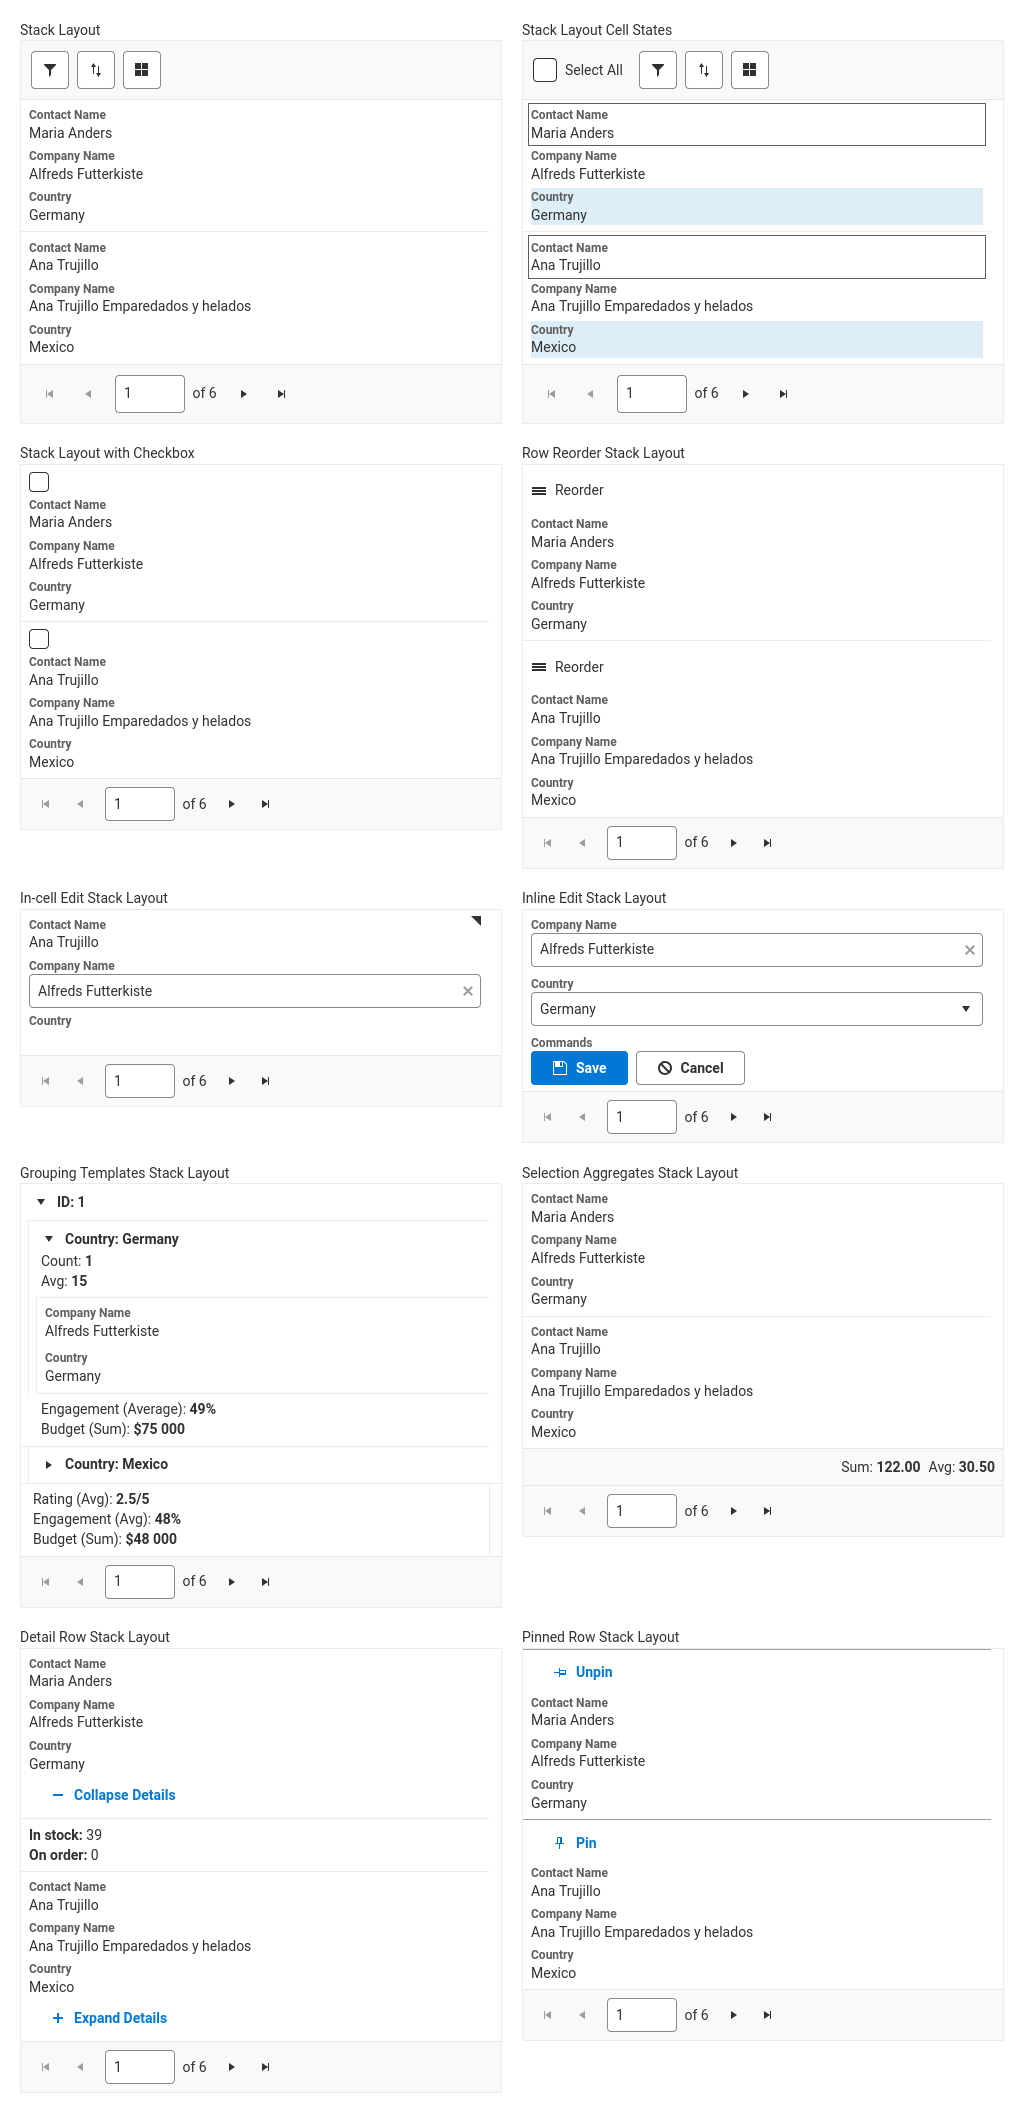 Stack Layout
Contact Name
Maria Anders
Company Name
Alfreds Futterkiste
Country
Germany
Contact Name
Ana Trujillo
Company Name
Ana Trujillo Emparedados y helados
Country
Mexico
1 of 6
Stack Layout Cell States
Select All
Contact Name
Maria Anders
Company Name
Alfreds Futterkiste
Country
Germany
Contact Name
Ana Trujillo
Company Name
Ana Trujillo Emparedados y helados
Country
Mexico
1 of 6
Stack Layout with Checkbox
Contact Name
Maria Anders
Company Name
Alfreds Futterkiste
Country
Germany
Contact Name
Ana Trujillo
Company Name
Ana Trujillo Emparedados y helados
Country
Mexico
1 of 6
Row Reorder Stack Layout
Reorder
Contact Name
Maria Anders
Company Name
Alfreds Futterkiste
Country
Germany
Reorder
Contact Name
Ana Trujillo
Company Name
Ana Trujillo Emparedados y helados
Country
Mexico
1 of 6
In-cell Edit Stack Layout
Contact Name
Ana Trujillo
Company Name
Alfreds Futterkiste
Country
1 of 6
Inline Edit Stack Layout
Company Name
Alfreds Futterkiste
Country
Germany
Commands
Save Cancel
1 of 6
Grouping Templates Stack Layout
ID: 1
Country: Germany
Count: 1
Avg: 15
Company Name
Alfreds Futterkiste
Country
Germany
Engagement (Average): 49%
Budget (Sum): $75 000
Country: Mexico
Rating (Avg): 2.5/5
Engagement (Avg): 48%
Budget (Sum): $48 000
1 of 6
Selection Aggregates Stack Layout
Contact Name
Maria Anders
Company Name
Alfreds Futterkiste
Country
Germany
Contact Name
Ana Trujillo
Company Name
Ana Trujillo Emparedados y helados
Country
Mexico
Sum: 122.00 Avg: 30.50
1 of 6
Detail Row Stack Layout
Contact Name
Maria Anders
Company Name
Alfreds Futterkiste
Country
Germany
Collapse Details
In stock: 39
On order: 0
Contact Name
Ana Trujillo
Company Name
Ana Trujillo Emparedados y helados
Country
Mexico
Expand Details
1 of 6
Pinned Row Stack Layout
Unpin
Contact Name
Maria Anders
Company Name
Alfreds Futterkiste
Country
Germany
Pin
Contact Name
Ana Trujillo
Company Name
Ana Trujillo Emparedados y helados
Country
Mexico
1 of 6